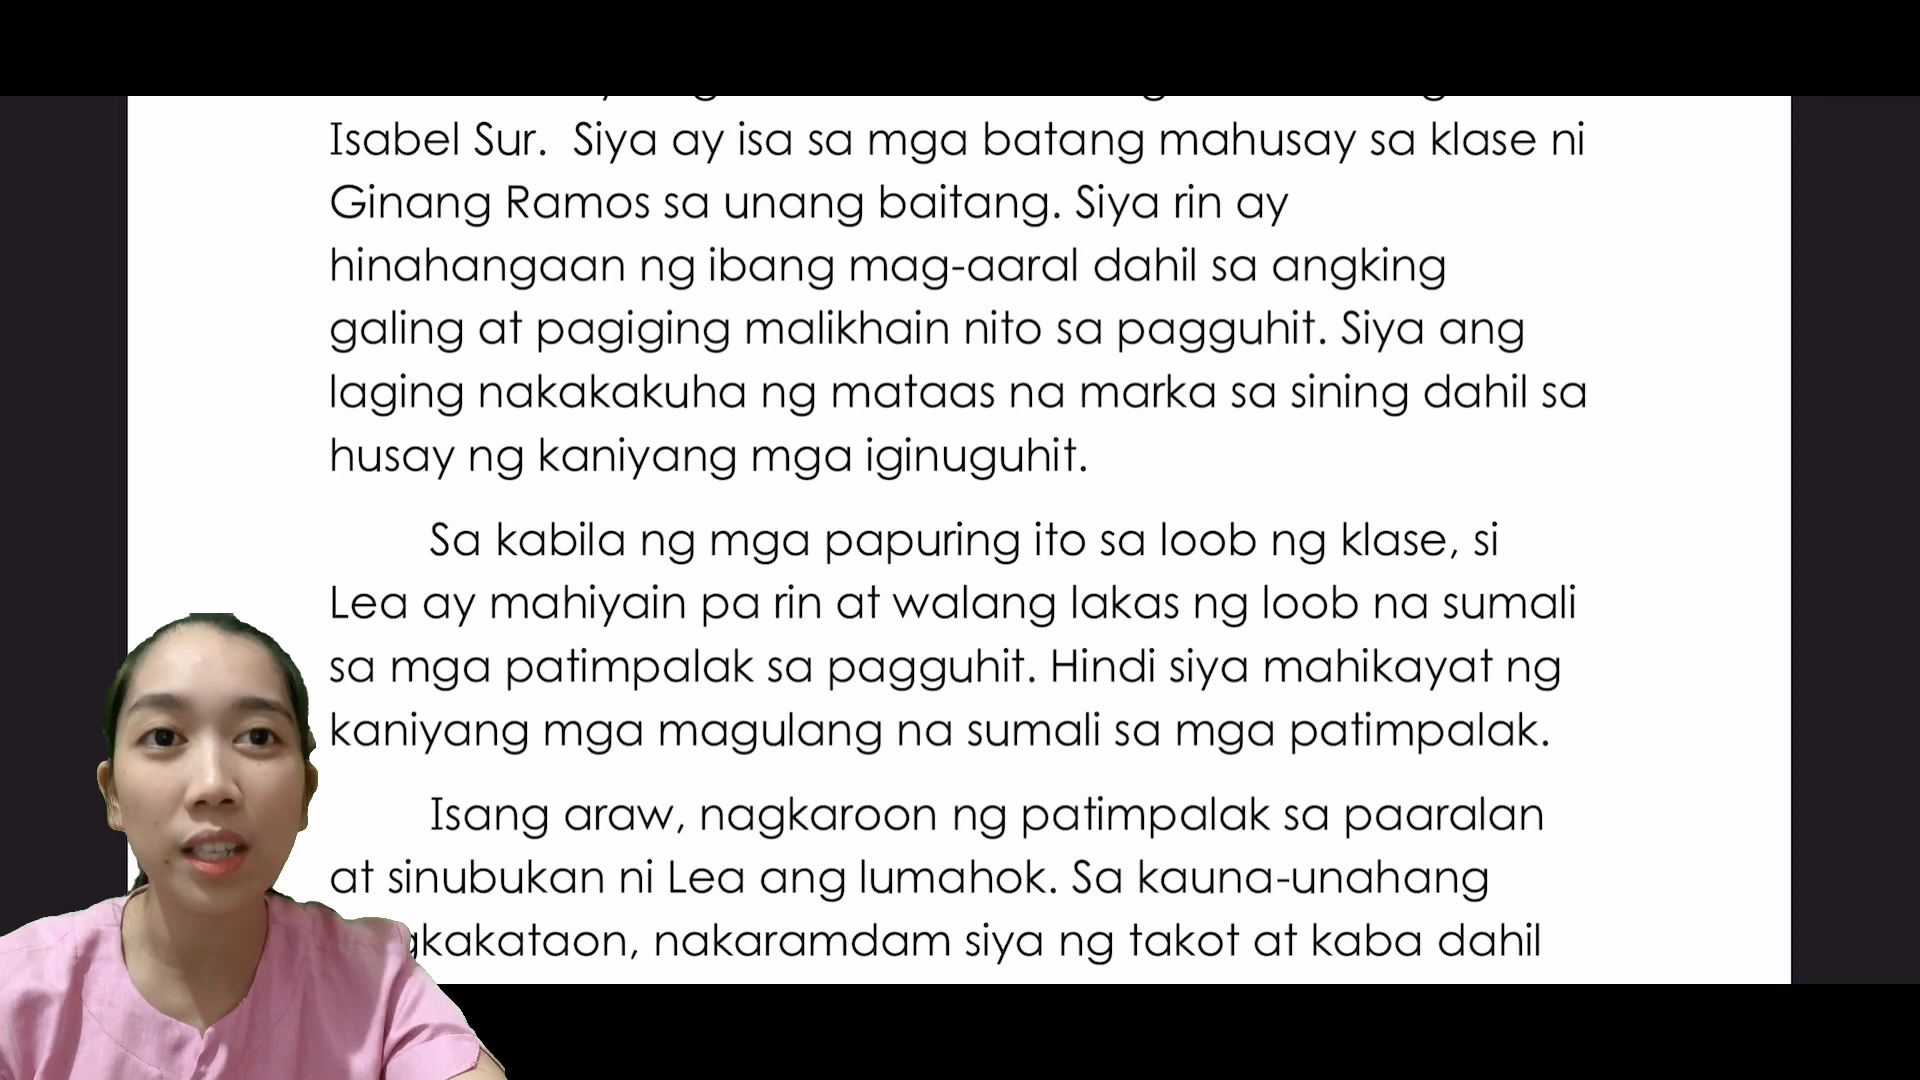 Isabel Sur. Siya ay isa sa mga batang mahusay sa klase ni
Ginang Ramos sa unang baitang. Siya rin ay
hinahangaan ng ibang mag-aaral dahil sa angking
galing at pagiging malikhain nito sa pagguhit. Siya ang
laging nakakakuha ng mataas na marka sa sining dahil sa
husay ng kaniyang mga iginuguhit.
Sa kabila ng mga papuring ito sa loob ng klase, si
Lea ay mahiyain pa rin at walang lakas ng loob na sumali
sa mga patimpalak sa pagguhit. Hindi siya mahikayat ng
kaniyang mga magulang na sumali sa mga patimpalak.
Isang araw, nagkaroon ng patimpalak sa paaralan
at sinubukan ni Lea ang lumahok. Sa kauna-unahang
nakaramdam siya ng takot at kaba dahil